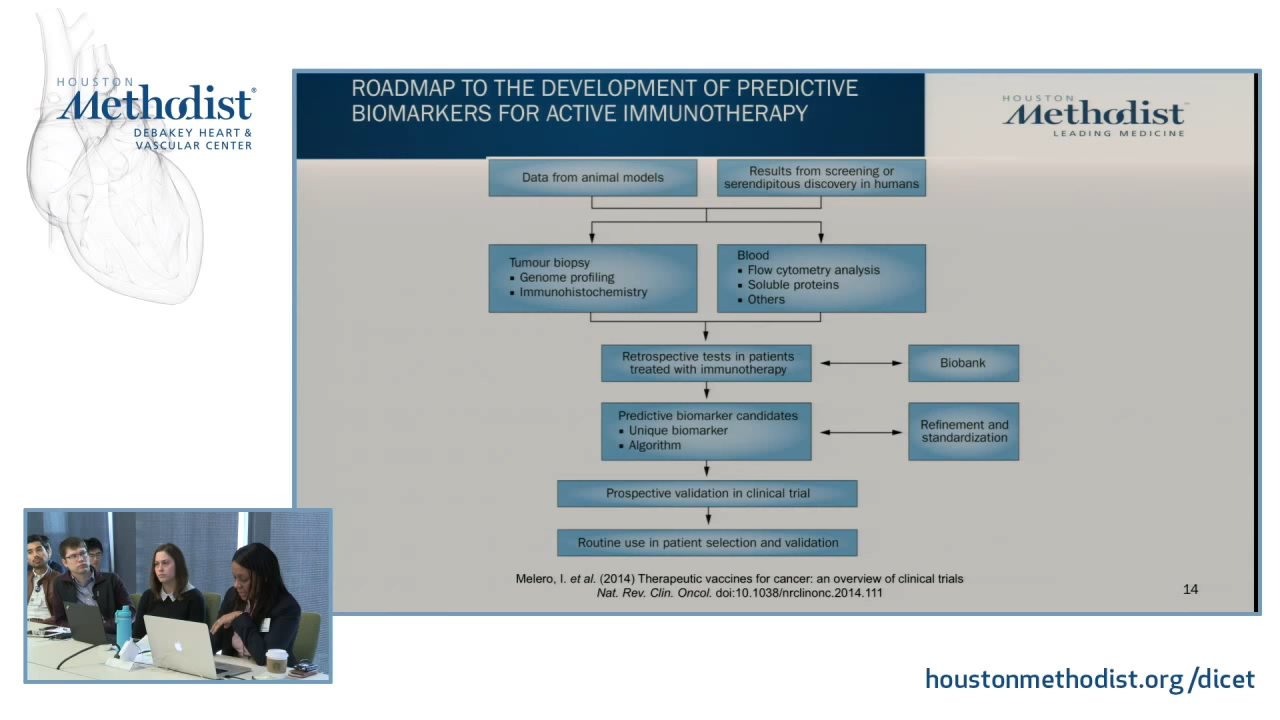 HOUSTON
Methodist®
DEBAKEY HEART &
VASCULAR CENTER
ROADMAP TO THE DEVELOPMENT OF PREDICTIVE
BIOMARKERS FOR ACTIVE IMMUNOTHERAPY
HOUSTON
Methodist
LEADING MEDICINE
Data from animal models
Results from screening or
serendipitous discovery in humans
Tumour biopsy
▪ Genome profiling
▪ Immunohistochemistry
Blood
▪ Flow cytometry analysis
▪ Soluble proteins
▪ Others
Retrospective tests in patients
treated with immunotherapy
Biobank
Predictive biomarker candidates
▪ Unique biomarker
▪ Algorithm
Refinement and
standardization
Prospective validation in clinical trial
Routine use in patient selection and validation
Melero, I. et al. (2014) Therapeutic vaccines for cancer: an overview of clinical trials
Nat. Rev. Clin. Oncol. doi:10.1038/nrclinonc.2014.111
14
houstonmethodist.org/dicet